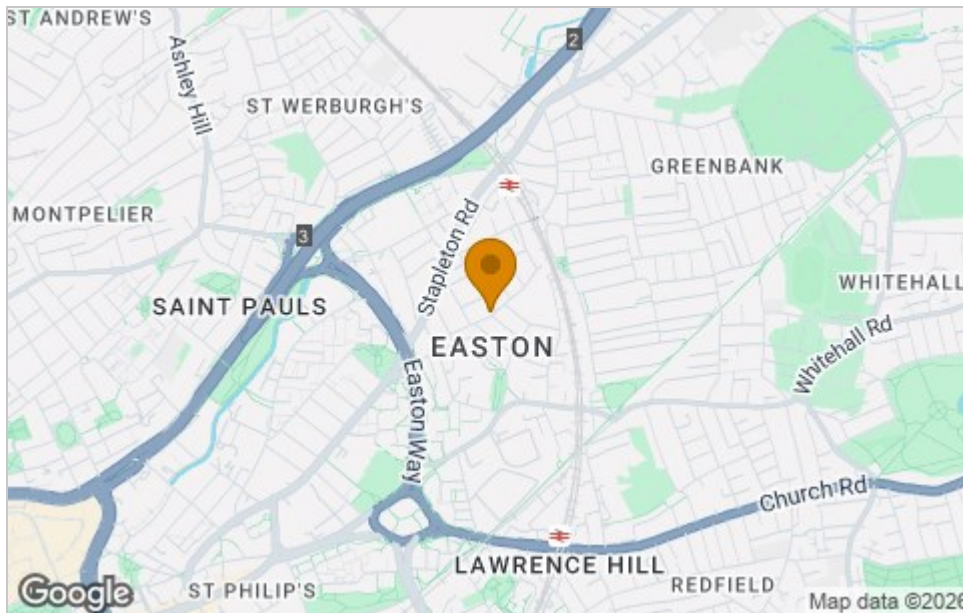 ST ANDREW'S
Ashley Hill
2
ST WERBURGH'S
GREENBANK
MONTPELIER
3
Stapleton Rd
WHITEHALL
SAINT PAULS
EASTON
Whitehall Rd
Easton Way
Church Rd
LAWRENCE HILL
ST PHILIP'S
REDFIELD
Google
Map data ©2026